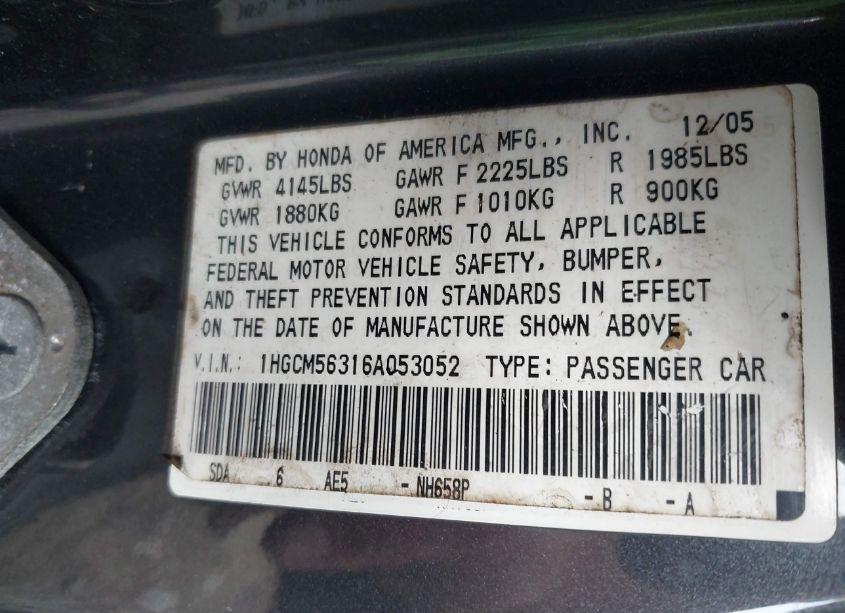 MFD. BY HONDA OF AMERICA MFG., INC. 12/05
GVWR 4145LBS GAWR F 2225LBS R 1985LBS
GVWR 1880KG GAWR F 1010KG R 900KG
THIS VEHICLE CONFORMS TO ALL APPLICABLE
FEDERAL MOTOR VEHICLE SAFETY, BUMPER,
AND THEFT PREVENTION STANDARDS IN EFFECT
ON THE DATE OF MANUFACTURE SHOWN ABOVE.
V.I.N.: 1HGCM56316A053052 TYPE: PASSENGER CAR
SDA 6 AE5 -NH658P -B -A